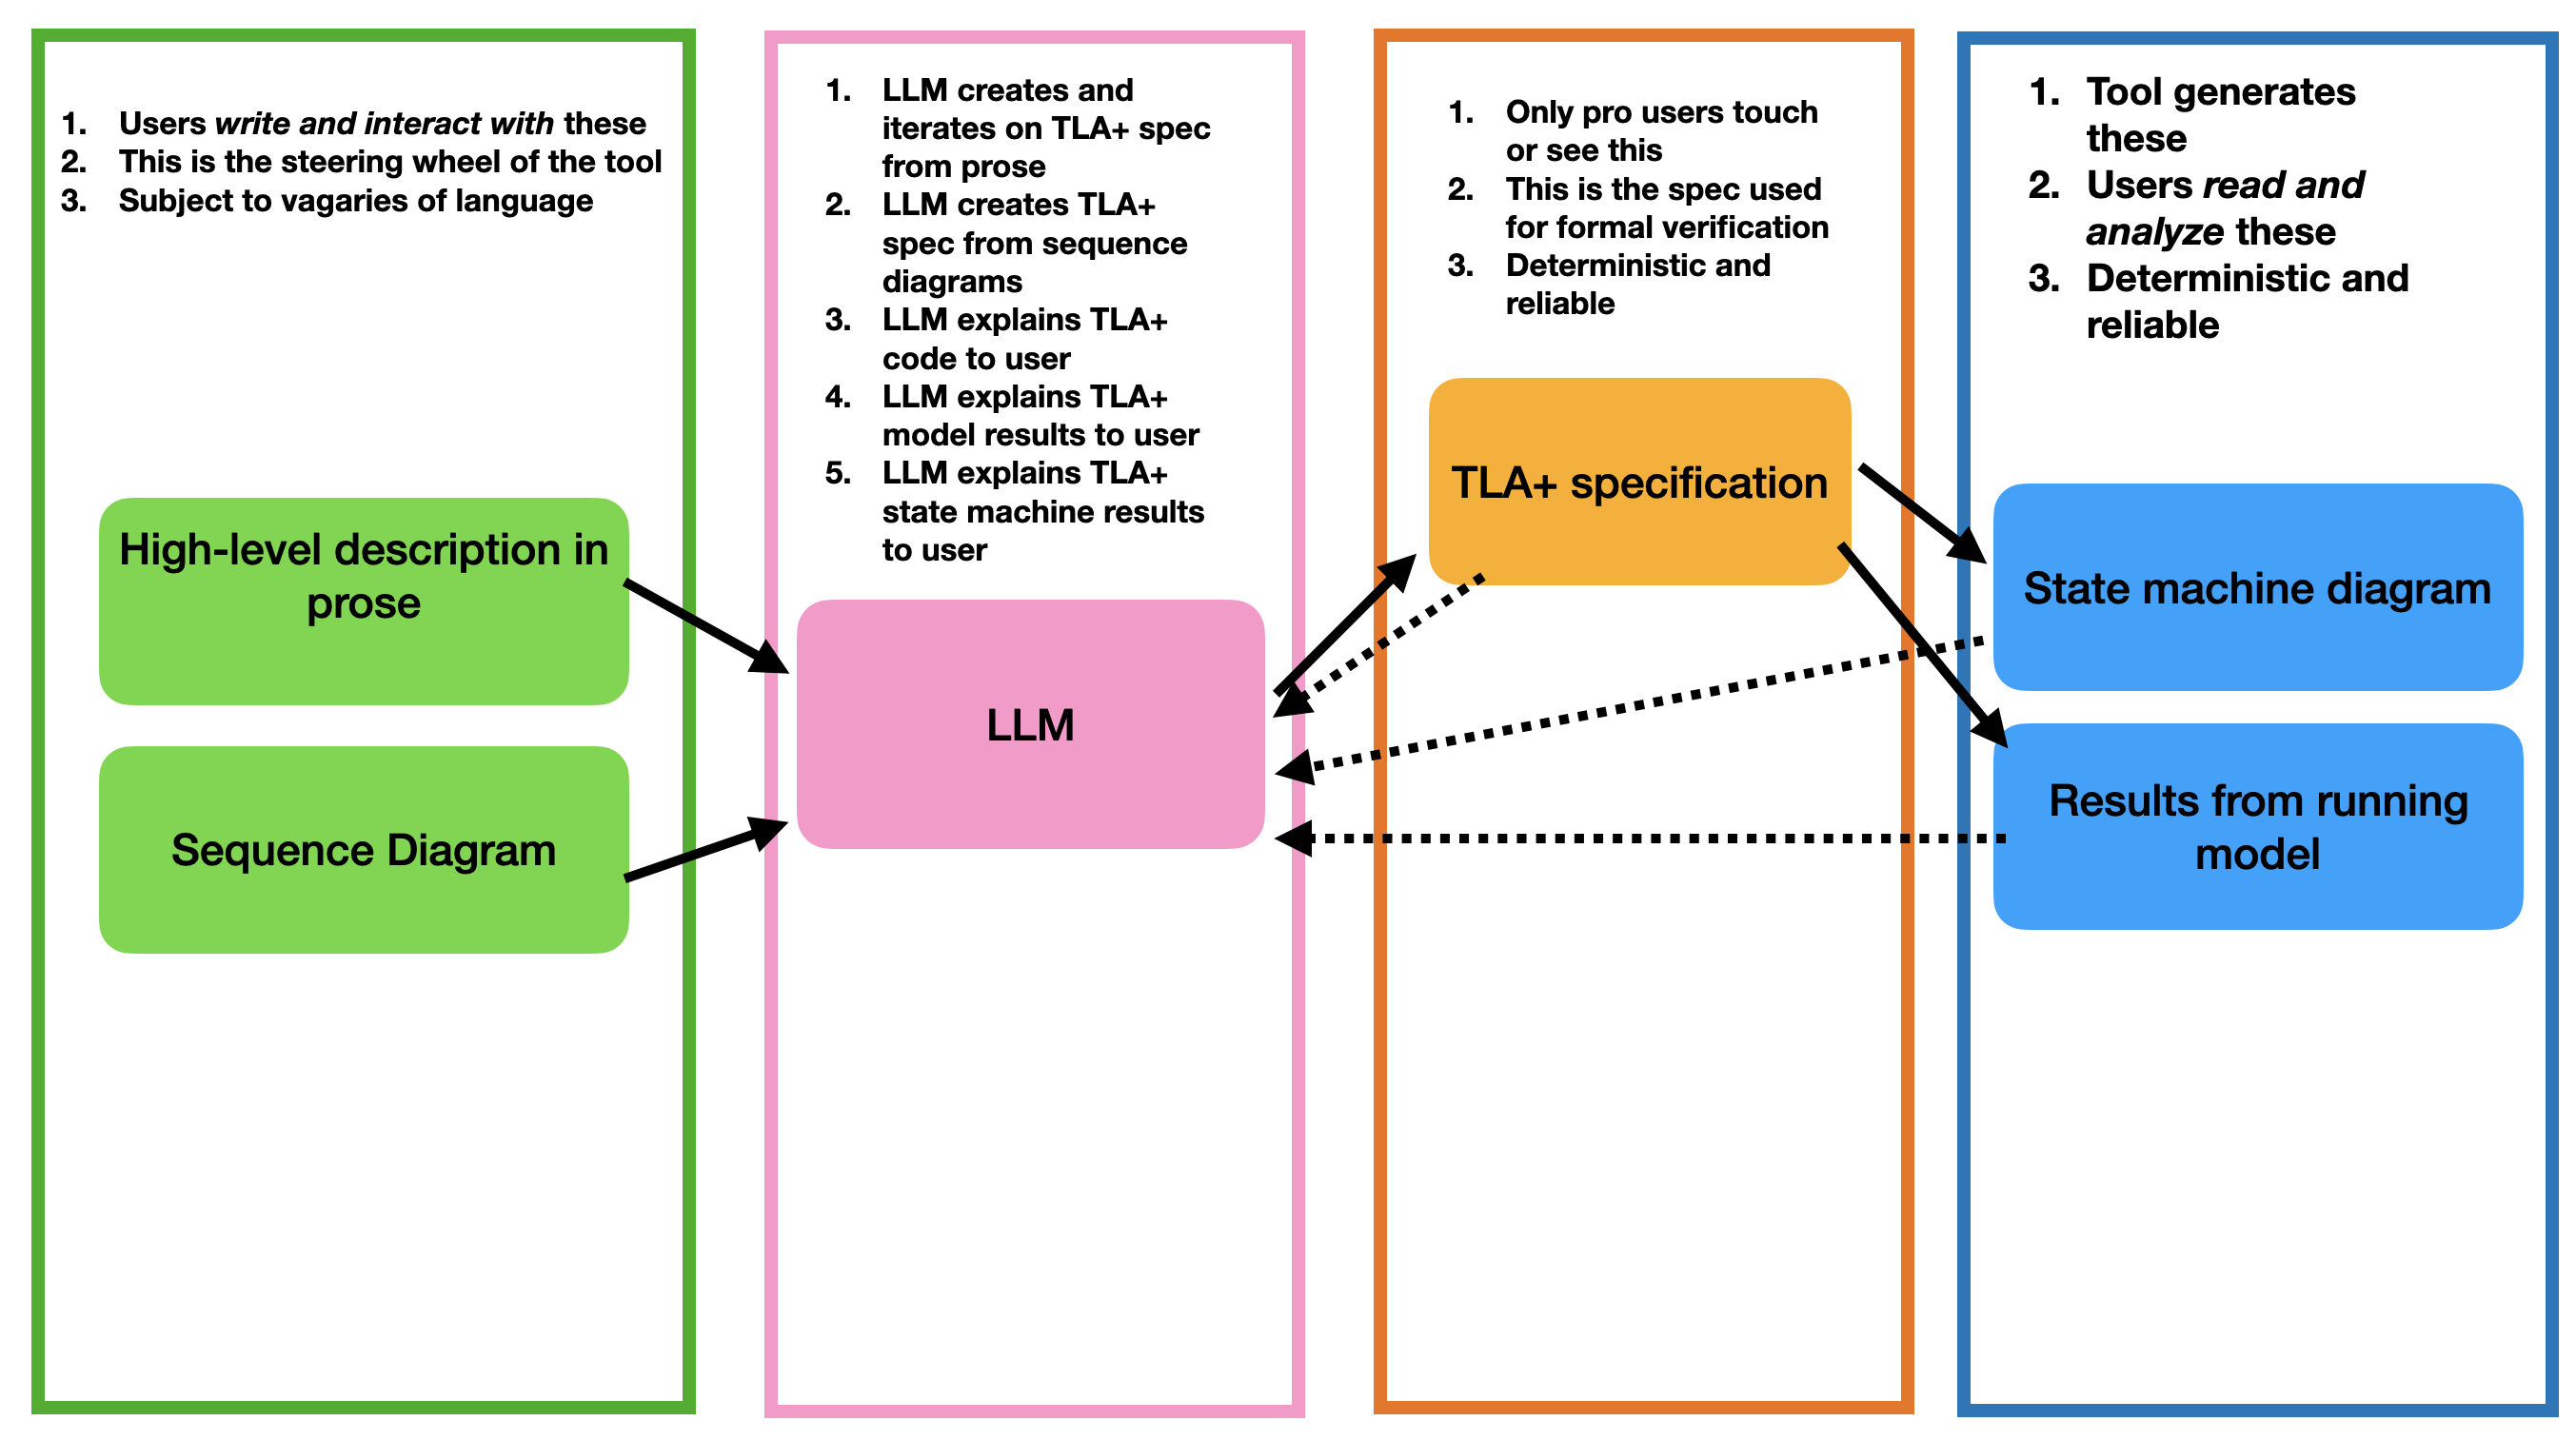 1. Users write and interact with these
2. This is the steering wheel of the tool
3. Subject to vagaries of language
High-level description in
prose
Sequence Diagram
1. LLM creates and
iterates on TLA+ spec
from prose
2. LLM creates TLA+
spec from sequence
diagrams
3. LLM explains TLA+
code to user
4. LLM explains TLA+
model results to user
5. LLM explains TLA+
state machine results
to user
LLM
1. Only pro users touch
or see this
2. This is the spec used
for formal verification
3. Deterministic and
reliable
TLA+ specification
1. Tool generates
these
2. Users read and
analyze these
3. Deterministic and
reliable
State machine diagram
Results from running
model